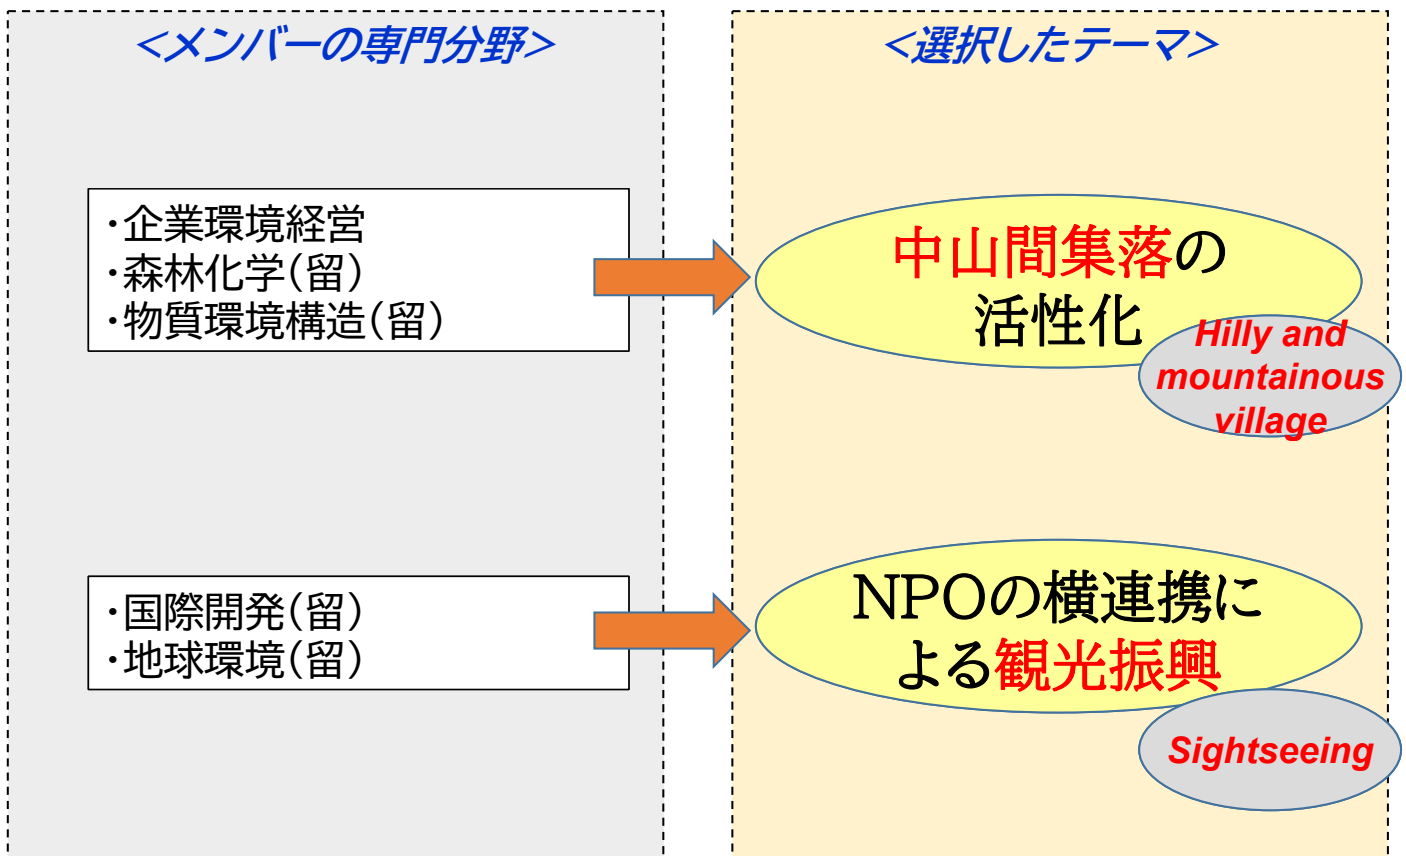 <メンバーの専門分野>
<選択したテーマ>
・企業環境経営
・森林化学(留)
・物質環境構造(留)
中山間集落の
活性化
Hilly and
mountainous
village
・国際開発(留)
・地球環境(留)
NPOの横連携に
よる観光振興
Sightseeing